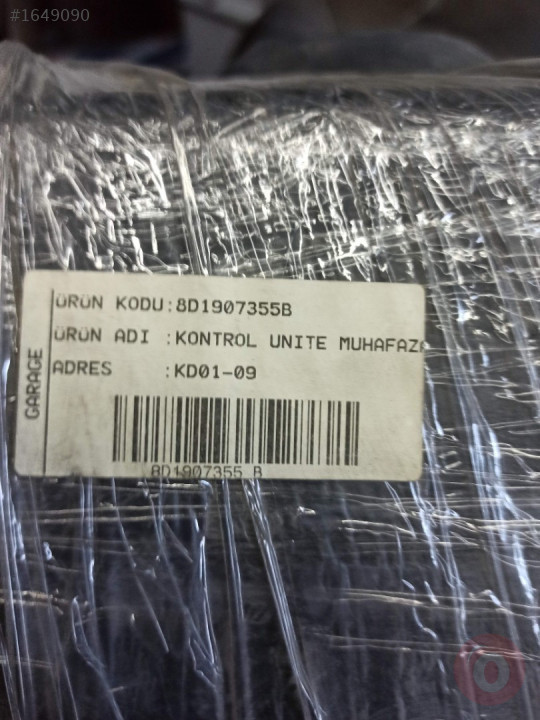 #1649090
ÜRÜN KODU:8D1907355B
ÜRÜN ADI :KONTROL UNITE MUHAFAZA
ADRES :KD01-09
GARAGE
8D1907355 B